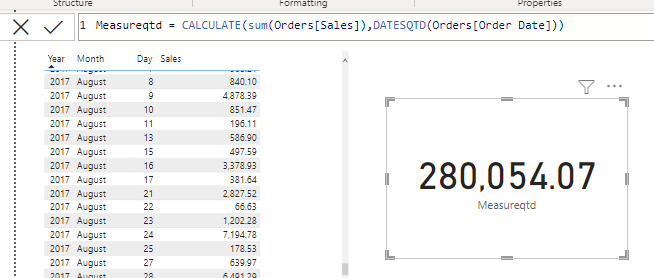 Structure Formatting Properties
1 Measureqtd = CALCULATE(sum(Orders[Sales]),DATESQTD(Orders[Order Date]))
Year Month Day Sales
2017 August
2017 August 8 840.10
2017 August 9 4,878.39
2017 August 10 851.47
2017 August 11 196.11
2017 August 13 586.90
2017 August 15 497.59
2017 August 16 3,378.93
2017 August 17 381.64
2017 August 21 2,827.52
2017 August 22 66.63
2017 August 23 1,202.28
2017 August 24 7,194.78
2017 August 25 178.53
2017 August 27 639.97
2017 August 28 6,491.29
280,054.07
Measureqtd